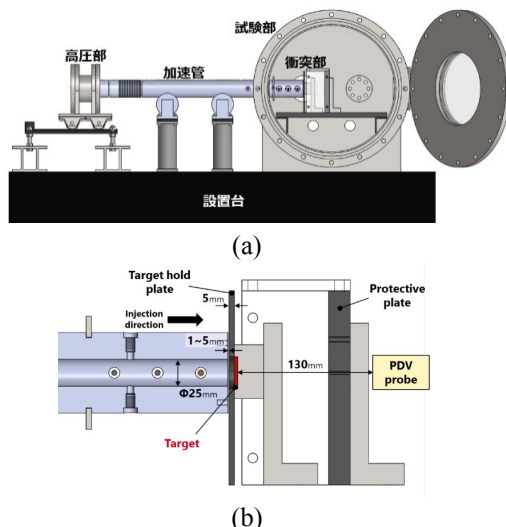 試験部
高圧部
加速管
衝突部
設置台
(a)
Target hold
plate
5mm
Protective
plate
Injection
direction
1~5mm
130mm
PDV
probe
Φ25mm
Target
(b)